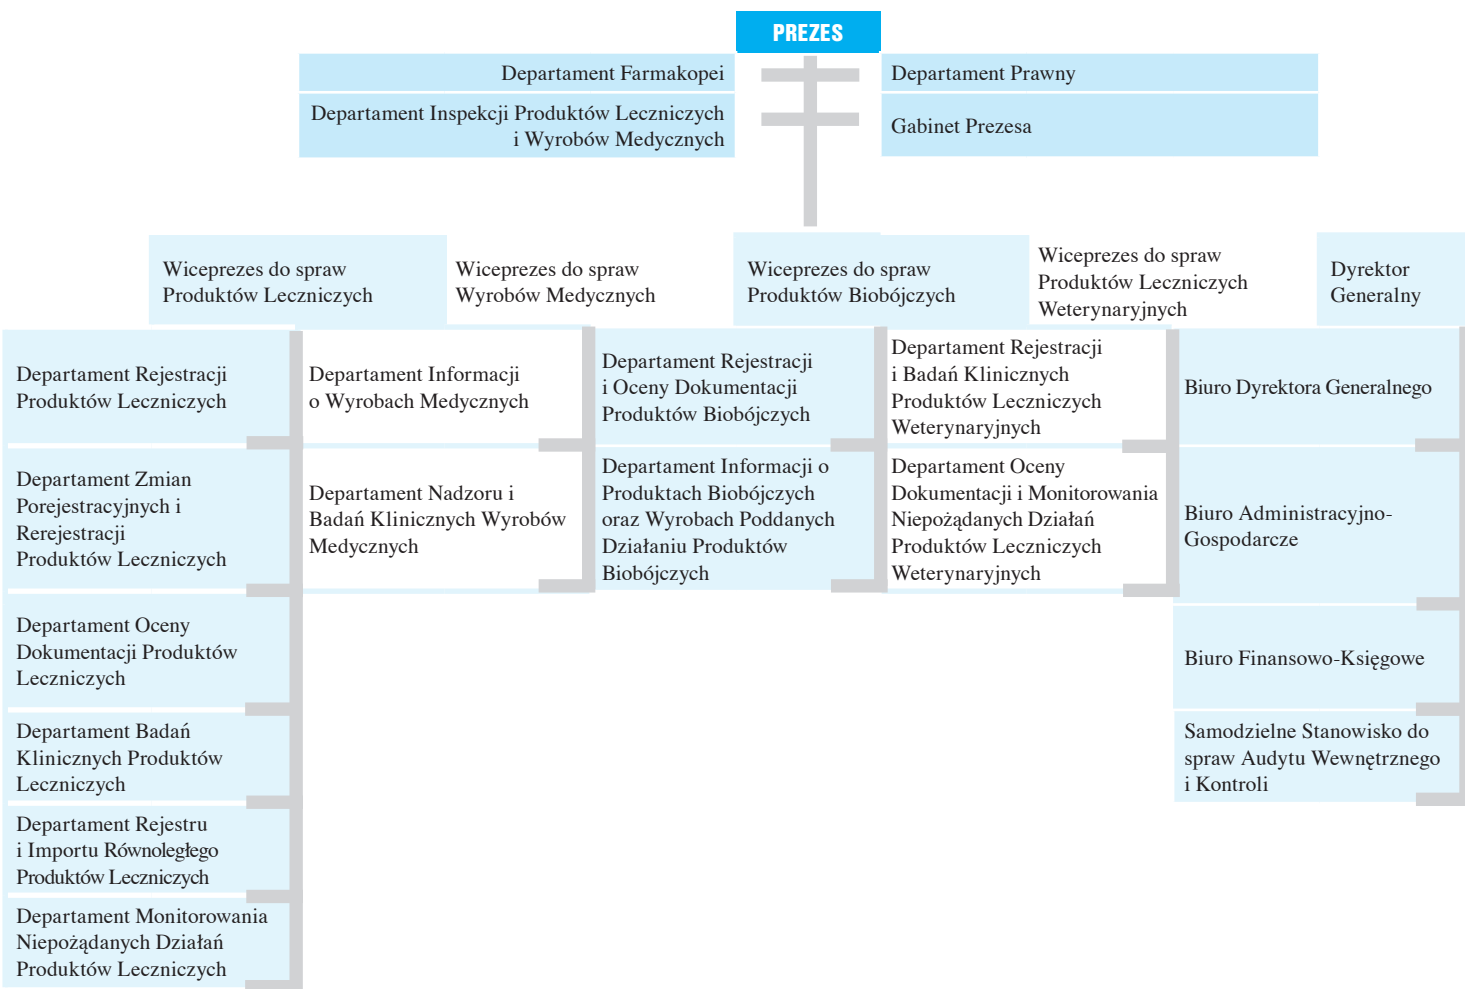 PREZES
Departament Farmakopei
Departament Prawny
Departament Inspekcji Produktów Leczniczych
i Wyrobów Medycznych
Gabinet Prezesa
Wiceprezes do spraw
Produktów Leczniczych
Wiceprezes do spraw
Wyrobów Medycznych
Wiceprezes do spraw
Produktów Biobójczych
Wiceprezes do spraw
Produktów Leczniczych
Weterynaryjnych
Dyrektor
Generalny
Departament Rejestracji
Produktów Leczniczych
Departament Zmian
Porejestracyjnych i
Rerejestracji
Produktów Leczniczych
Departament Oceny
Dokumentacji Produktów
Leczniczych
Departament Badań
Klinicznych Produktów
Leczniczych
Departament Rejestru
i Importu Równoległego
Produktów Leczniczych
Departament Monitorowania
Niepożądanych Działań
Produktów Leczniczych
Departament Informacji
o Wyrobach Medycznych
Departament Nadzoru i
Badań Klinicznych Wyrobów
Medycznych
Departament Rejestracji
i Oceny Dokumentacji
Produktów Biobójczych
Departament Informacji o
Produktach Biobójczych
oraz Wyrobach Poddanych
Działaniu Produktów
Biobójczych
Departament Rejestracji
i Badań Klinicznych
Produktów Leczniczych
Weterynaryjnych
Departament Oceny
Dokumentacji i Monitorowania
Niepożądanych Działań
Produktów Leczniczych
Weterynaryjnych
Biuro Dyrektora Generalnego
Biuro Administracyjno-
Gospodarcze
Biuro Finansowo-Księgowe
Samodzielne Stanowisko do
spraw Audytu Wewnętrznego
i Kontroli